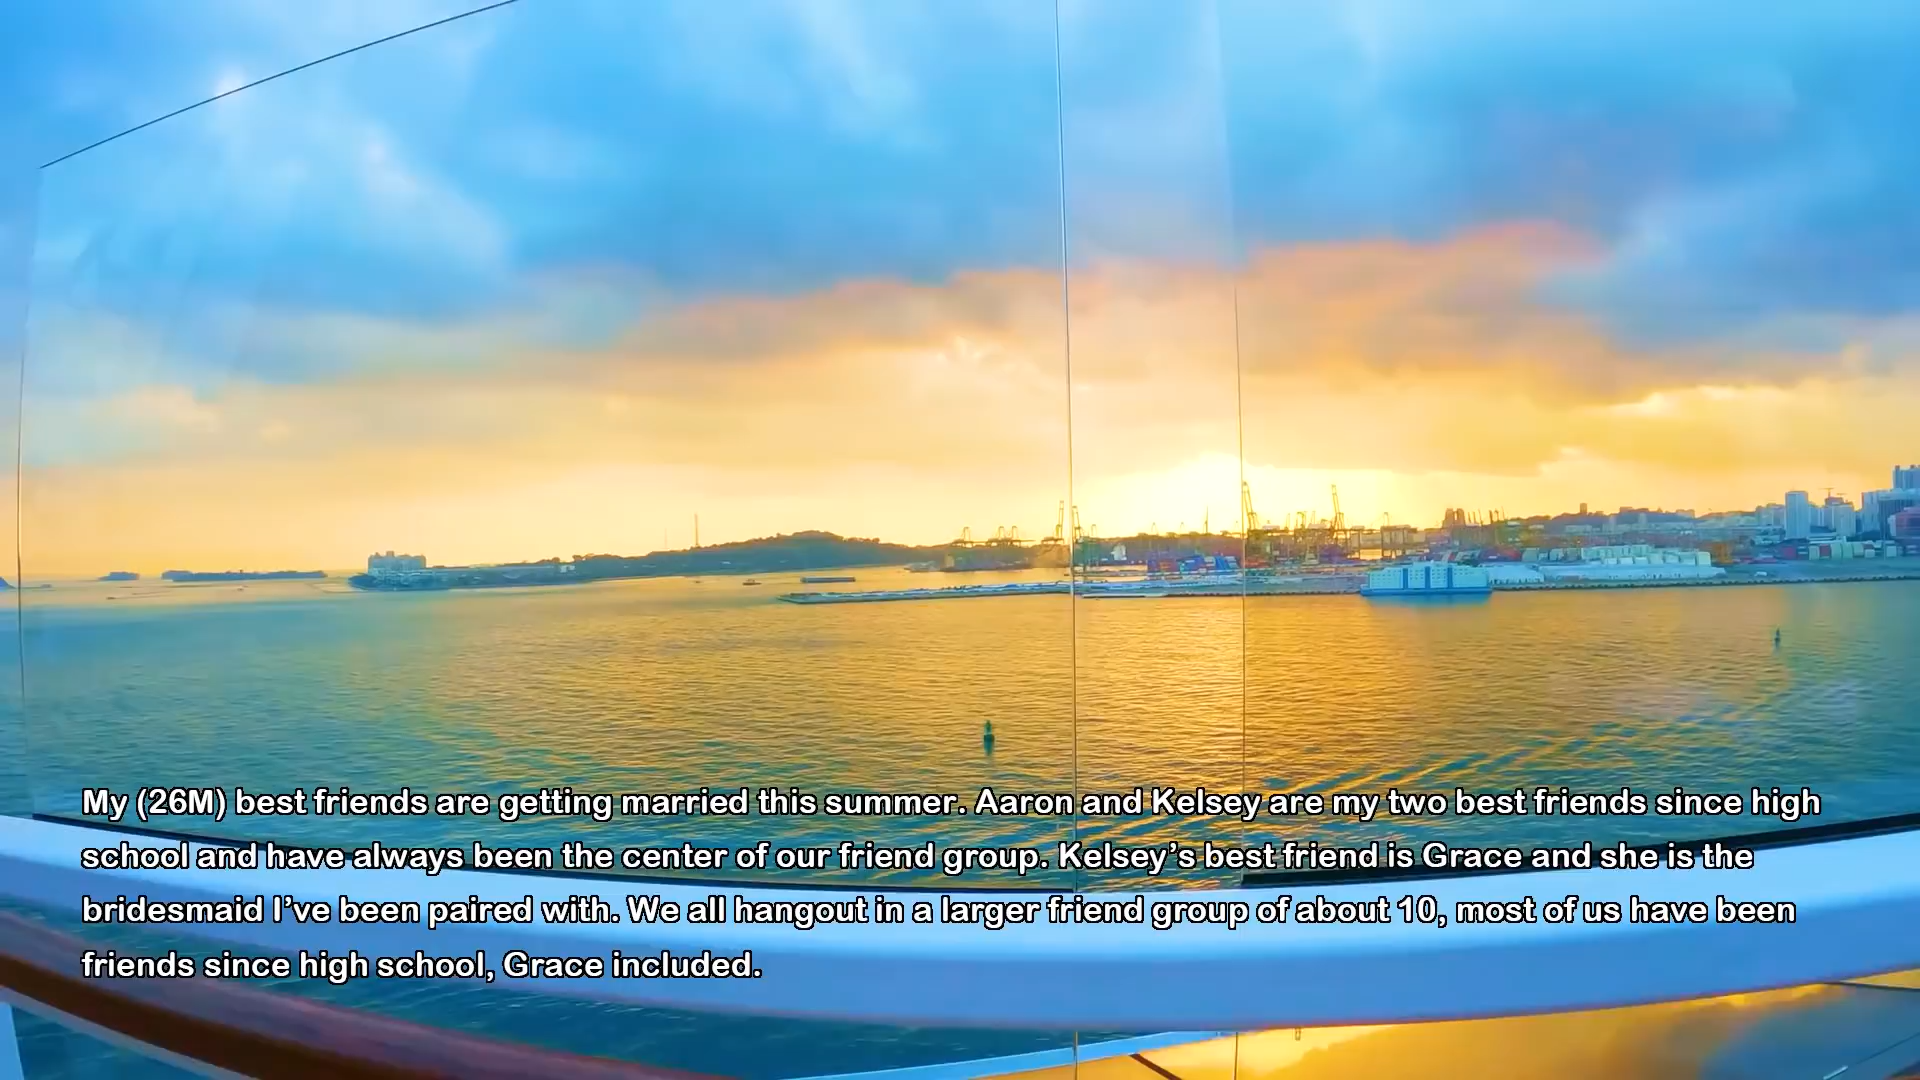 My (26M) best friends are getting married this summer. Aaron and Kelsey are my two best friends since high
school and have always been the center of our friend group. Kelsey’s best friend is Grace and she is the
bridesmaid I’ve been paired with. We all hangout in a larger friend group of about 10, most of us have been
friends since high school, Grace included.